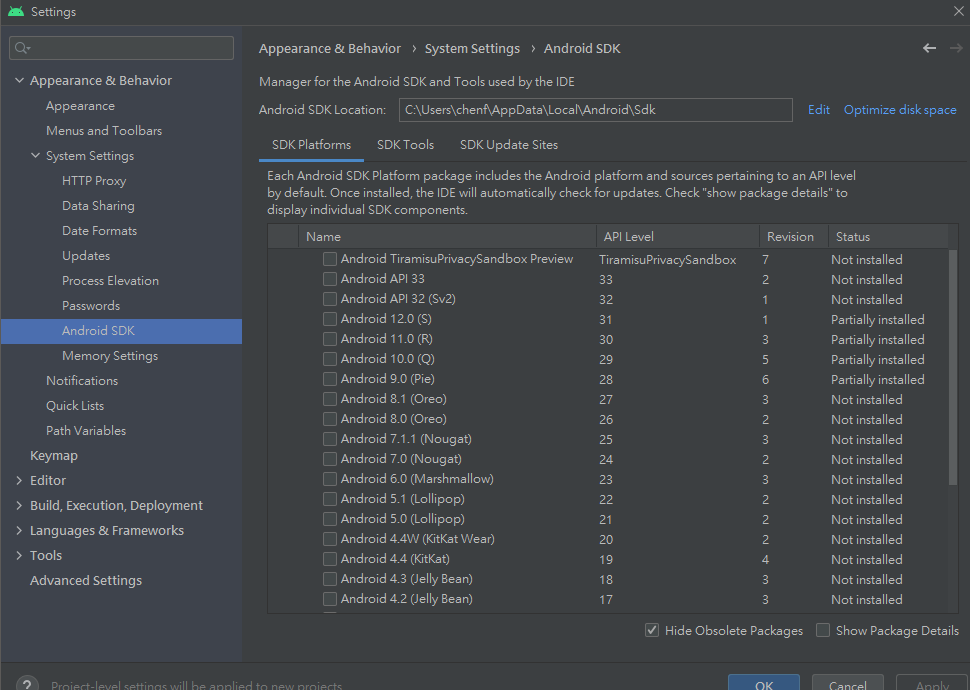 Settings
Appearance & Behavior › System Settings › Android SDK
Appearance & Behavior
Appearance
Menus and Toolbars
System Settings
HTTP Proxy
Data Sharing
Date Formats
Updates
Process Elevation
Passwords
Android SDK
Memory Settings
Notifications
Quick Lists
Path Variables
Keymap
Editor
Build, Execution, Deployment
Languages & Frameworks
Tools
Advanced Settings
Manager for the Android SDK and Tools used by the IDE
Android SDK Location: C:\Users\chenf\AppData\Local\Android\Sdk Edit Optimize disk space
SDK Platforms SDK Tools SDK Update Sites
Each Android SDK Platform package includes the Android platform and sources pertaining to an API level
by default. Once installed, the IDE will automatically check for updates. Check "show package details" to
display individual SDK components.
Name API Level Revision Status
Android TiramisuPrivacySandbox Preview TiramisuPrivacySandbox 7 Not installed
Android API 33 33 2 Not installed
Android API 32 (Sv2) 32 1 Not installed
Android 12.0 (S) 31 1 Partially installed
Android 11.0 (R) 30 3 Partially installed
Android 10.0 (Q) 29 5 Partially installed
Android 9.0 (Pie) 28 6 Partially installed
Android 8.1 (Oreo) 27 3 Not installed
Android 8.0 (Oreo) 26 2 Not installed
Android 7.1.1 (Nougat) 25 3 Not installed
Android 7.0 (Nougat) 24 2 Not installed
Android 6.0 (Marshmallow) 23 3 Not installed
Android 5.1 (Lollipop) 22 2 Not installed
Android 5.0 (Lollipop) 21 2 Not installed
Android 4.4W (KitKat Wear) 20 2 Not installed
Android 4.4 (KitKat) 19 4 Not installed
Android 4.3 (Jelly Bean) 18 3 Not installed
Android 4.2 (Jelly Bean) 17 3 Not installed
Hide Obsolete Packages Show Package Details
? Project-level settings will be applied to new projects
OK Cancel Apply